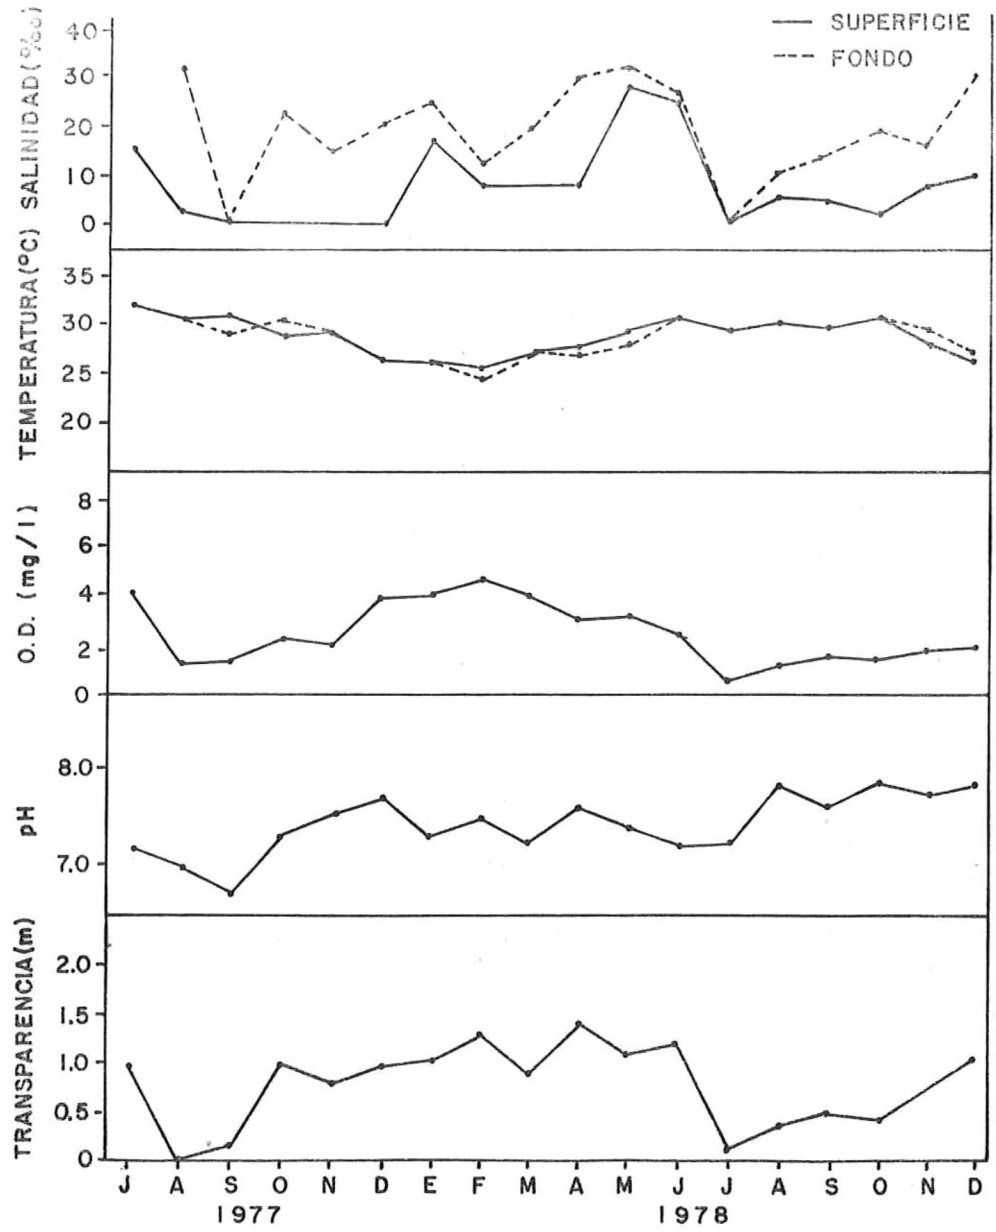 SUPERFICIE
FONDO
SALINIDAD (‰)
40
30
20
10
0
TEMPERATURA (°C)
35
30
25
20
O.D. (mg/l)
8
6
4
2
0
pH
8.0
7.0
TRANSPARENCIA (m)
2.0
1.5
1.0
0.5
0
J A S O N D E F M A M J J A S O N D
1977 1978